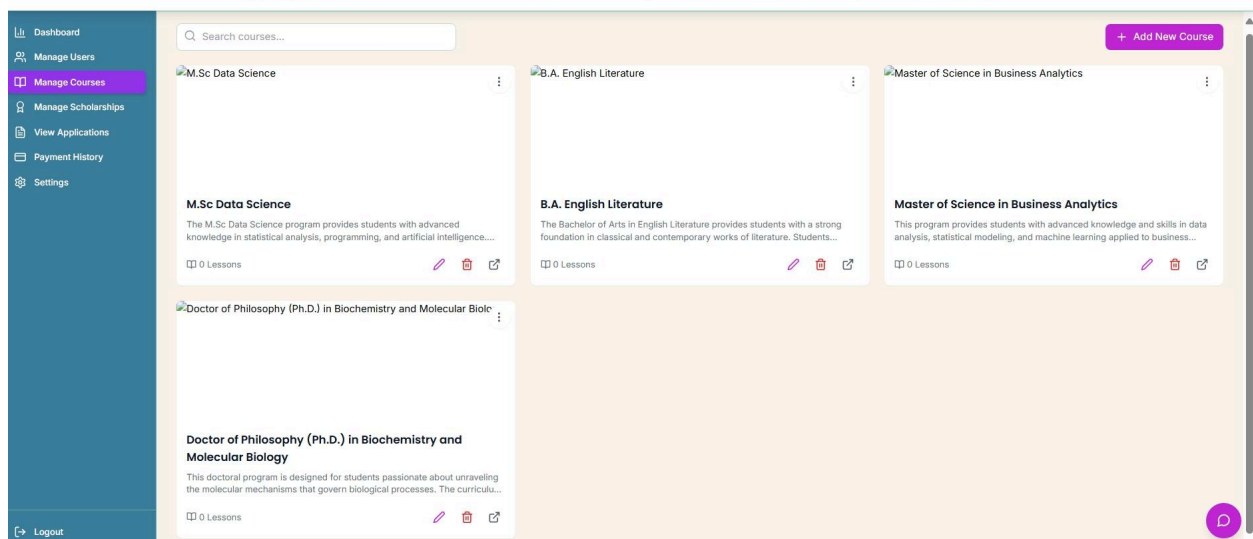 Dashboard
Manage Users
Manage Courses
Manage Scholarships
View Applications
Payment History
Settings
Logout
Search courses...
+ Add New Course
M.Sc Data Science
M.Sc Data Science
The M.Sc Data Science program provides students with advanced
knowledge in statistical analysis, programming, and artificial intelligence....
0 Lessons
B.A. English Literature
B.A. English Literature
The Bachelor of Arts in English Literature provides students with a strong
foundation in classical and contemporary works of literature. Students...
0 Lessons
Master of Science in Business Analytics
Master of Science in Business Analytics
This program provides students with advanced knowledge and skills in data
analysis, statistical modeling, and machine learning applied to business...
0 Lessons
Doctor of Philosophy (Ph.D.) in Biochemistry and Molecular Biolo
Doctor of Philosophy (Ph.D.) in Biochemistry and
Molecular Biology
This doctoral program is designed for students passionate about unraveling
the molecular mechanisms that govern biological processes. The curriculu...
0 Lessons